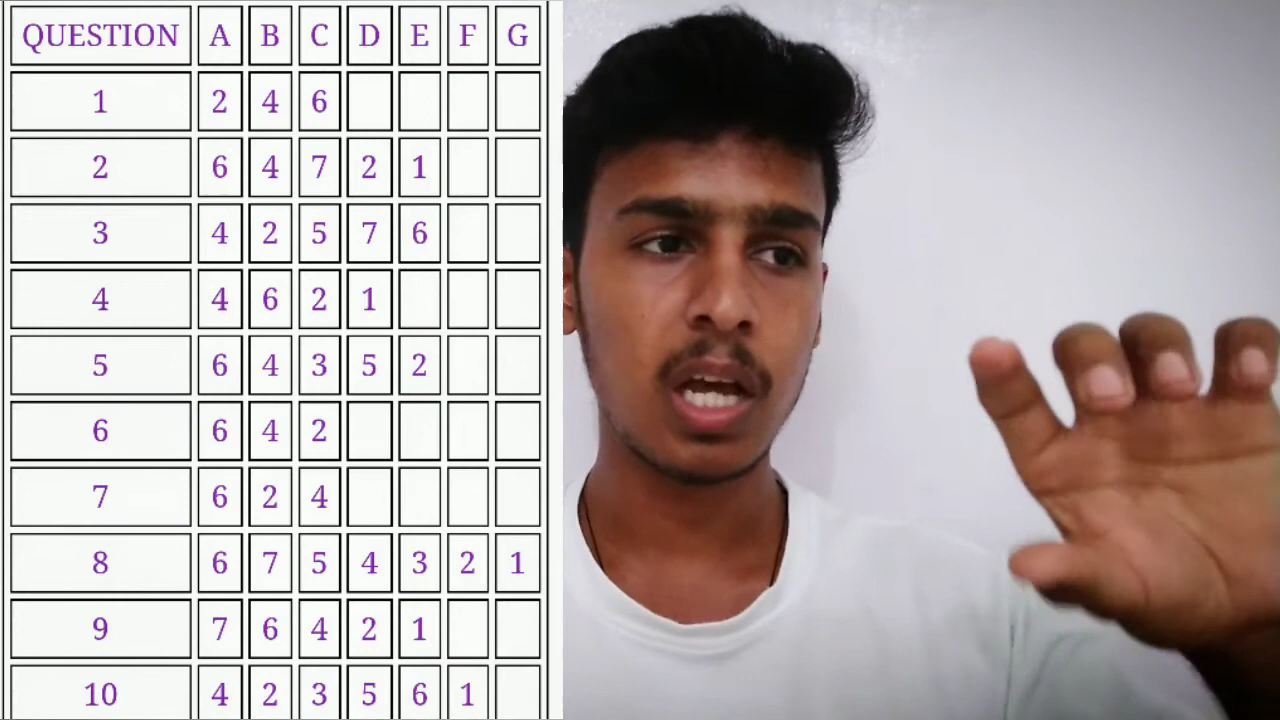 QUESTION A B C D E F G
1 2 4 6
2 6 4 7 2 1
3 4 2 5 7 6
4 4 6 2 1
5 6 4 3 5 2
6 6 4 2
7 6 2 4
8 6 7 5 4 3 2 1
9 7 6 4 2 1
10 4 2 3 5 6 1